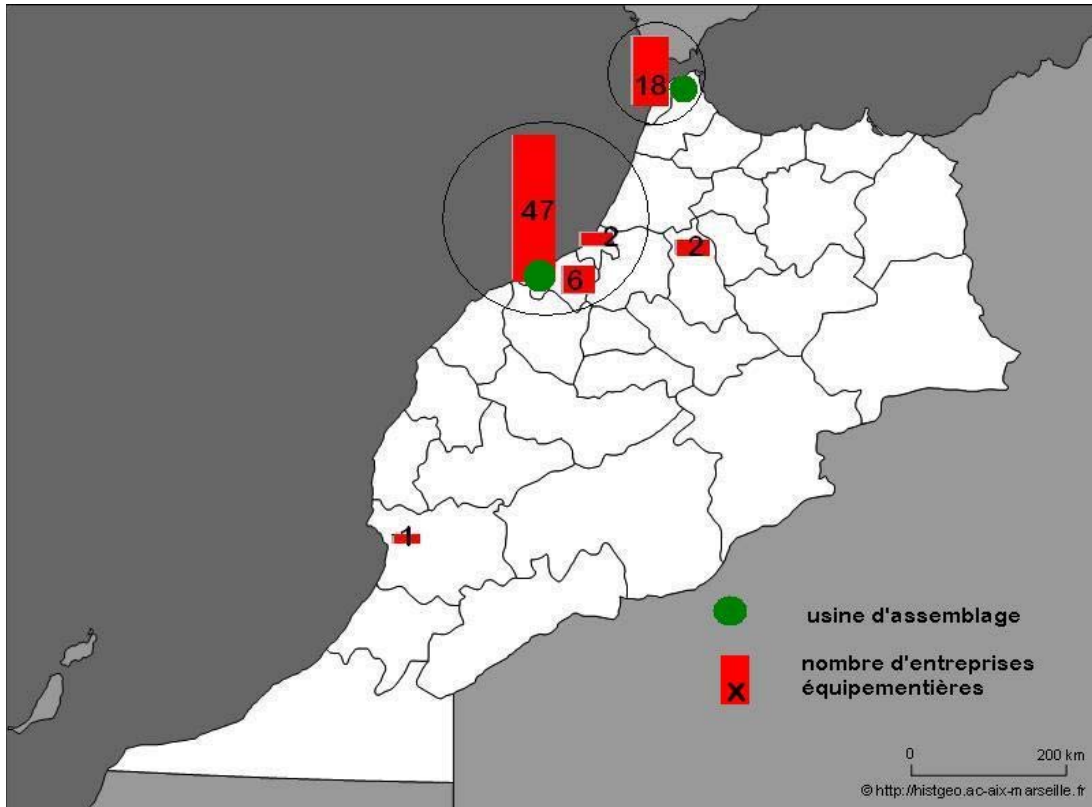 18
47
2
2
6
1
usine d'assemblage
nombre d'entreprises
équipementières
x
0 200 km
© http://histgeo.ac-aix-marseille.fr